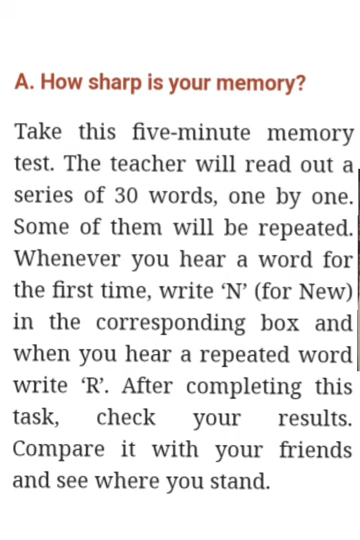 A. How sharp is your memory?
Take this five-minute memory
test. The teacher will read out a
series of 30 words, one by one.
Some of them will be repeated.
Whenever you hear a word for
the first time, write ‘N’ (for New)
in the corresponding box and
when you hear a repeated word
write ‘R’. After completing this
task, check your results.
Compare it with your friends
and see where you stand.